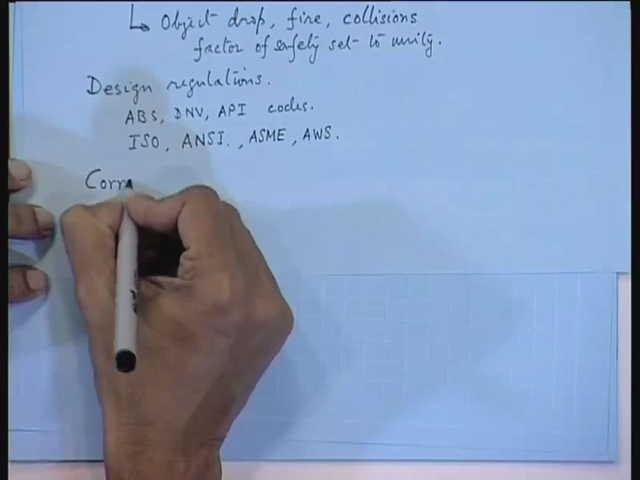 ↳ Object drop, fire, collisions
factor of safety set to unity.
Design regulations.
ABS, DNV, API codes.
ISO, ANSI., ASME, AWS.
Corr